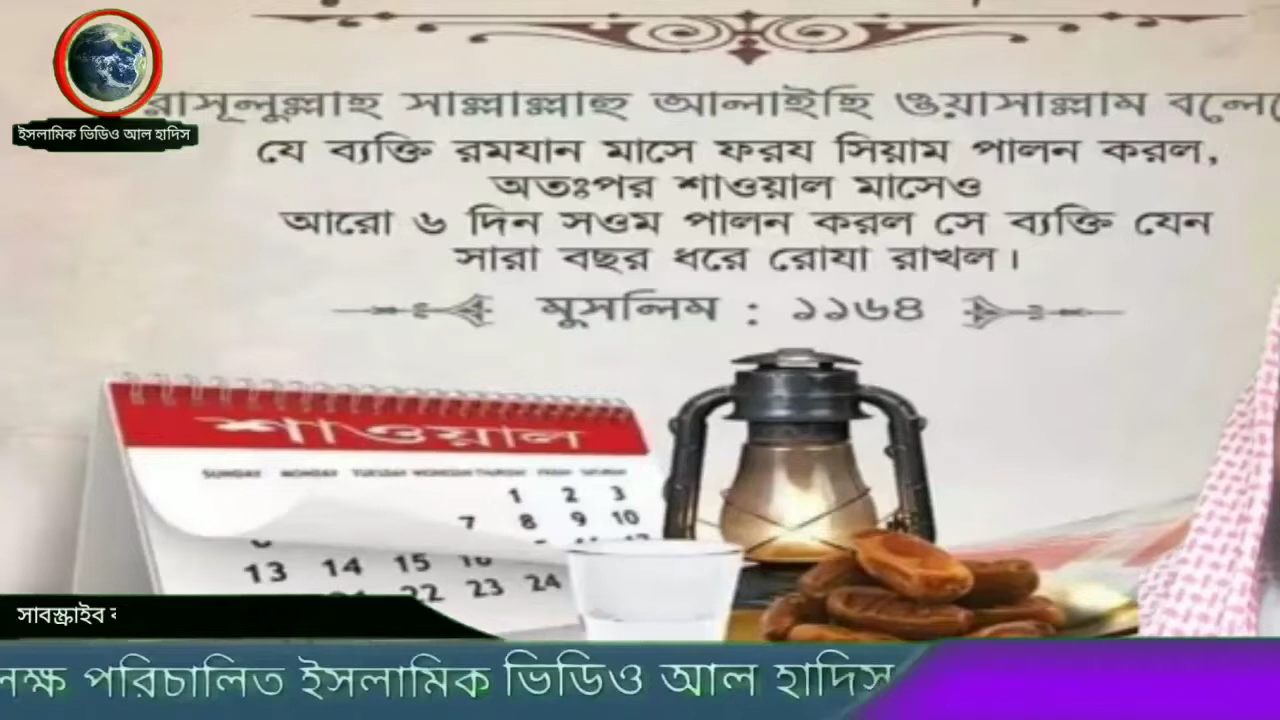 রাসূলুল্লাহ সাল্লাল্লাহু আলাইহি ওয়াসাল্লাম
যে ব্যক্তি রমযান মাসে ফরয সিয়াম পালন করল,
অতঃপর শাওয়াল মাসেও
আরো ৬ দিন সওম পালন করল সে ব্যক্তি যেন
সারা বছর ধরে রোযা রাখল।
মুসলিম : ১১৬৪
ইসলামিক ভিডিও আল হাদিস
শাওয়াল
SUNDAY MONDAY TUESDAY WEDNESDAY THURSDAY FRIDAY SATURDAY
1 2 3
7 8 9 10
13 14 15 16
22 23 24
সাবস্ক্রাইব
পরিচালিত ইসলামিক ভিডিও আল হাদিস